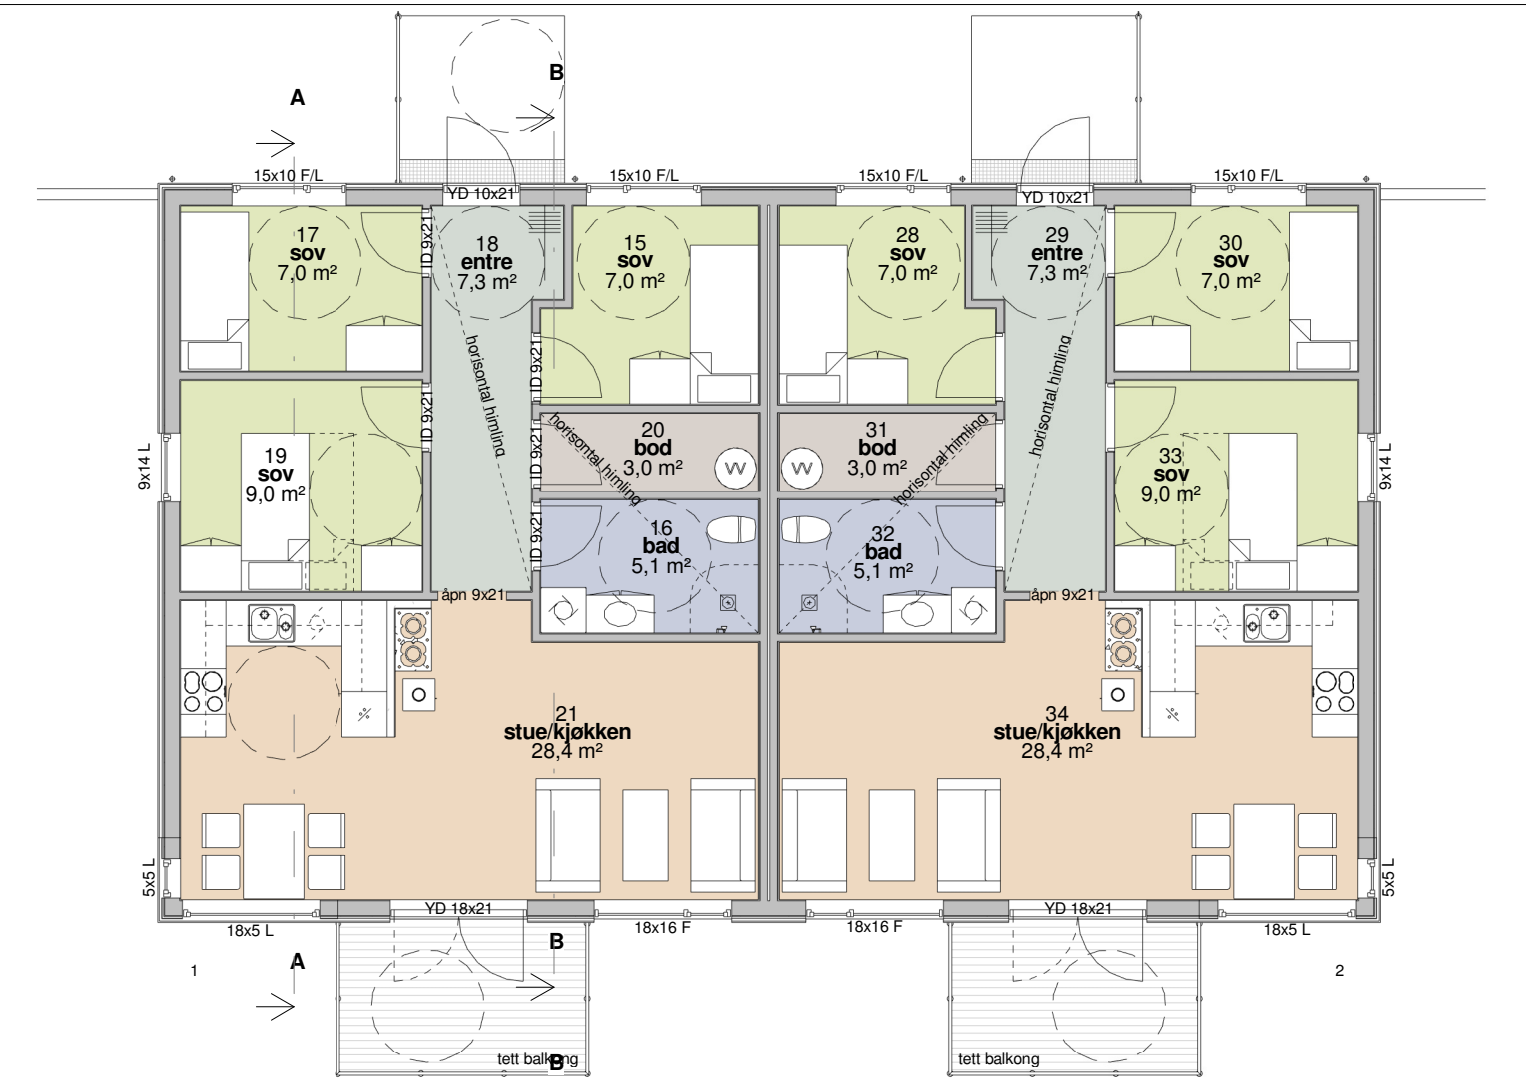 B
A
15x10 F/L
15x10 F/L
15x10 F/L
15x10 F/L
YD 10x21
YD 10x21
17
sov
7,0 m²
ID 9x21
18
entre
7,3 m²
15
sov
7,0 m²
28
sov
7,0 m²
29
entre
7,3 m²
30
sov
7,0 m²
horisontal himling
ID 9x21
horisontal himling
ID 9x21
9x14 L
19
sov
9,0 m²
ID 9x21
20
bod
3,0 m²
W
horisontal himling
W
31
bod
3,0 m²
horisontal himling
33
sov
9,0 m²
9x14 L
ID 9x21
16
bad
5,1 m²
32
bad
5,1 m²
åpn 9x21
åpn 9x21
21
stue/kjøkken
28,4 m²
34
stue/kjøkken
28,4 m²
5x5 L
5x5 L
YD 18x21
YD 18x21
18x5 L
18x16 F
18x16 F
18x5 L
B
A
1
2
tett balkong
B
tett balkong